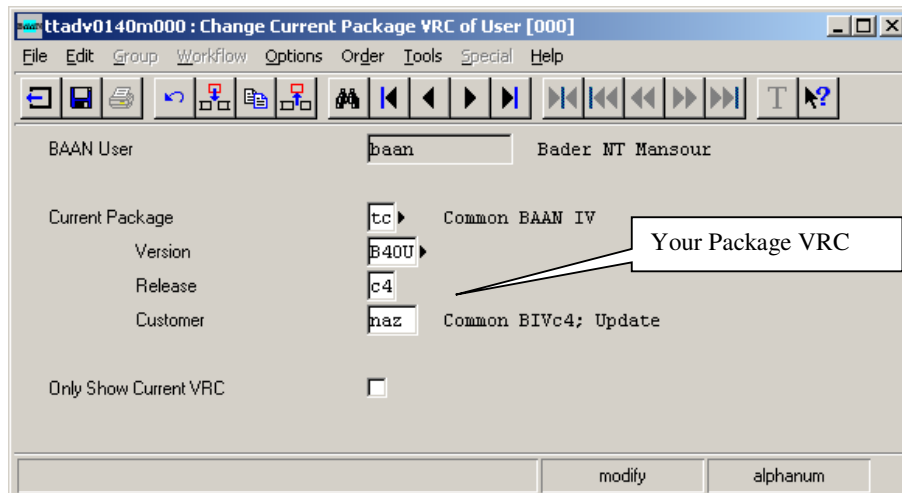 ttadv0140m000 : Change Current Package VRC of User [000]
File Edit Group Workflow Options Order Tools Special Help
T ?
BAAN User baan Bader NT Mansour
Current Package tc Common BAAN IV
Your Package VRC
Version B40U
Release c4
Customer naz Common BIVc4; Update
Only Show Current VRC
modify alphanum